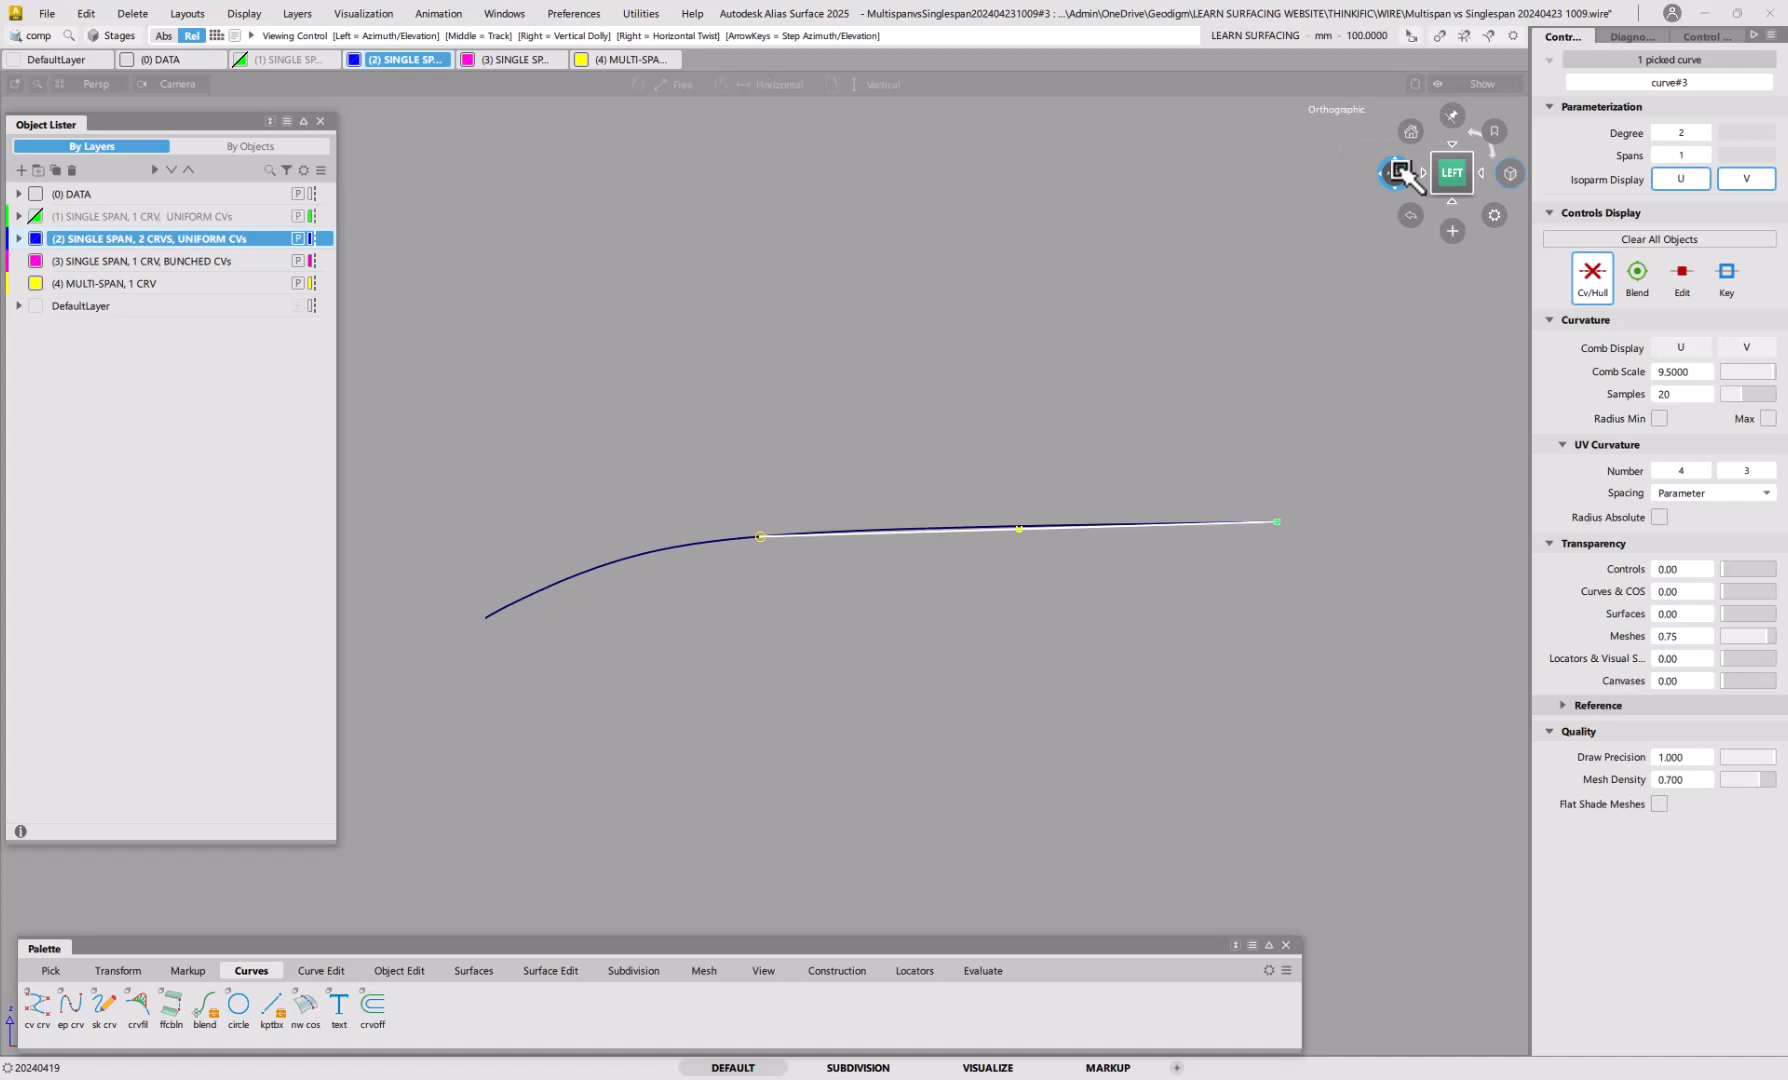 File Edit Delete Layouts Display Layers Visualization Animation Windows Preferences Utilities Help Autodesk Alias Surface 2025 - MultispanvsSinglespan202404231009#3 : ...\Admin\OneDrive\Geodigm\LEARN SURFACING WEBSITE\THINKIFIC\WIRE\Multispan vs Singlespan 20240423 1009.wire*
comp Stages Abs Rel Viewing Control [Left = Azimuth/Elevation] [Middle = Track] [Right = Vertical Dolly] [Right = Horizontal Twist] [ArrowKeys = Step Azimuth/Elevation] LEARN SURFACING - mm - 100.0000
DefaultLayer (0) DATA (1) SINGLE SP... (2) SINGLE SP... (3) SINGLE SP... (4) MULTI-SPA...
Persp Camera Free Horizontal Vertical Show
Orthographic
LEFT
Object Lister
By Layers By Objects
(0) DATA P
(1) SINGLE SPAN, 1 CRV, UNIFORM CVs P
(2) SINGLE SPAN, 2 CRVS, UNIFORM CVs P
(3) SINGLE SPAN, 1 CRV, BUNCHED CVs P
(4) MULTI-SPAN, 1 CRV P
DefaultLayer
Contr... Diagno... Control ...
1 picked curve
curve#3
Parameterization
Degree 2
Spans 1
Isoparm Display U V
Controls Display
Clear All Objects
Cv/Hull Blend Edit Key
Curvature
Comb Display U V
Comb Scale 9.5000
Samples 20
Radius Min Max
UV Curvature
Number 4 3
Spacing Parameter
Radius Absolute
Transparency
Controls 0.00
Curves & COS 0.00
Surfaces 0.00
Meshes 0.75
Locators & Visual S... 0.00
Canvases 0.00
Reference
Quality
Draw Precision 1.000
Mesh Density 0.700
Flat Shade Meshes
Palette
Pick Transform Markup Curves Curve Edit Object Edit Surfaces Surface Edit Subdivision Mesh View Construction Locators Evaluate
cv crv ep crv sk crv crvfil ffcbln blend circle kptbx nw cos text crvoff
z
20240419 DEFAULT SUBDIVISION VISUALIZE MARKUP